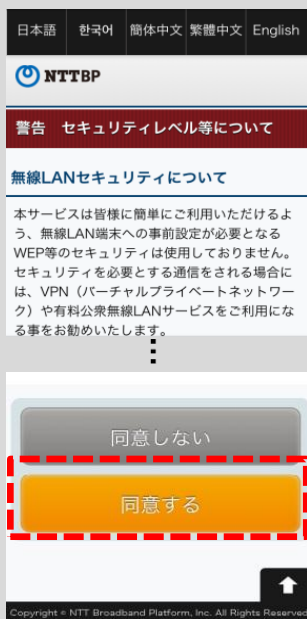 日本語 한국어 簡体中文 繁體中文 English
NTTBP
警告 セキュリティレベル等について
無線LANセキュリティについて
本サービスは皆様に簡単にご利用いただけるよ
う、無線LAN端末への事前設定が必要となる
WEP等のセキュリティは使用しておりません。
セキュリティを必要とする通信をされる場合に
は、VPN（バーチャルプライベートネットワー
ク）や有料公衆無線LANサービスをご利用にな
る事をお勧めいたします。
同意しない
同意する
Copyright © NTT Broadband Platform, Inc. All Rights Reserved